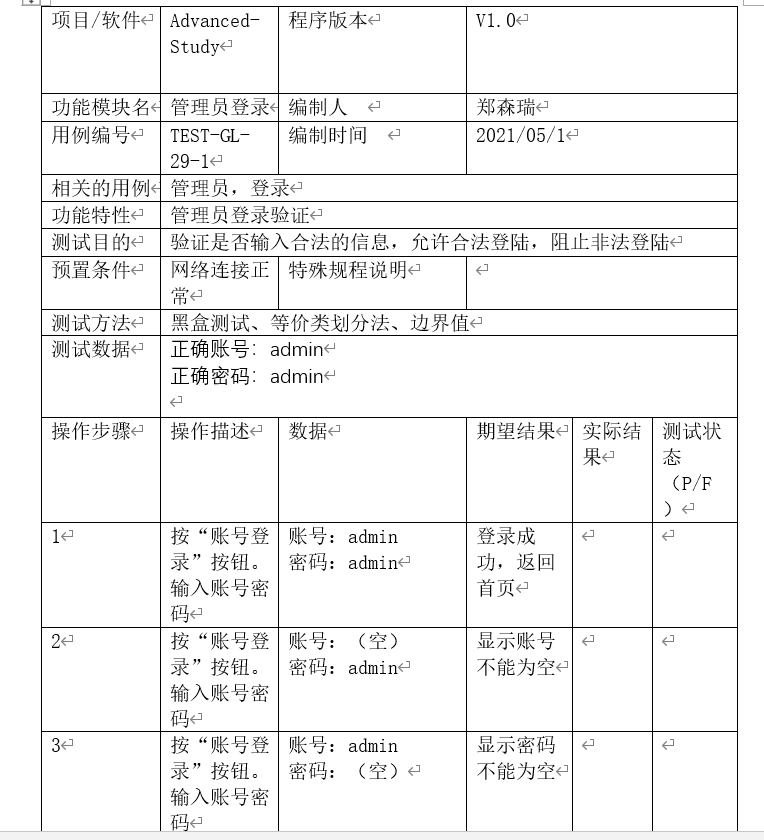 项目/软件
Advanced-
Study
程序版本
V1.0
功能模块名
管理员登录
编制人
郑森瑞
用例编号
TEST-GL-
29-1
编制时间
2021/05/1
相关的用例
管理员，登录
功能特性
管理员登录验证
测试目的
验证是否输入合法的信息，允许合法登陆，阻止非法登陆
预置条件
网络连接正
常
特殊规程说明
测试方法
黑盒测试、等价类划分法、边界值
测试数据
正确账号：admin
正确密码：admin
操作步骤
操作描述
数据
期望结果
实际结
果
测试状
态
（P/F
）
1
按“账号登
录”按钮。
输入账号密
码
账号：admin
密码：admin
登录成
功，返回
首页
2
按“账号登
录”按钮。
输入账号密
码
账号：（空）
密码：admin
显示账号
不能为空
3
按“账号登
录”按钮。
输入账号密
码
账号：admin
密码：（空）
显示密码
不能为空